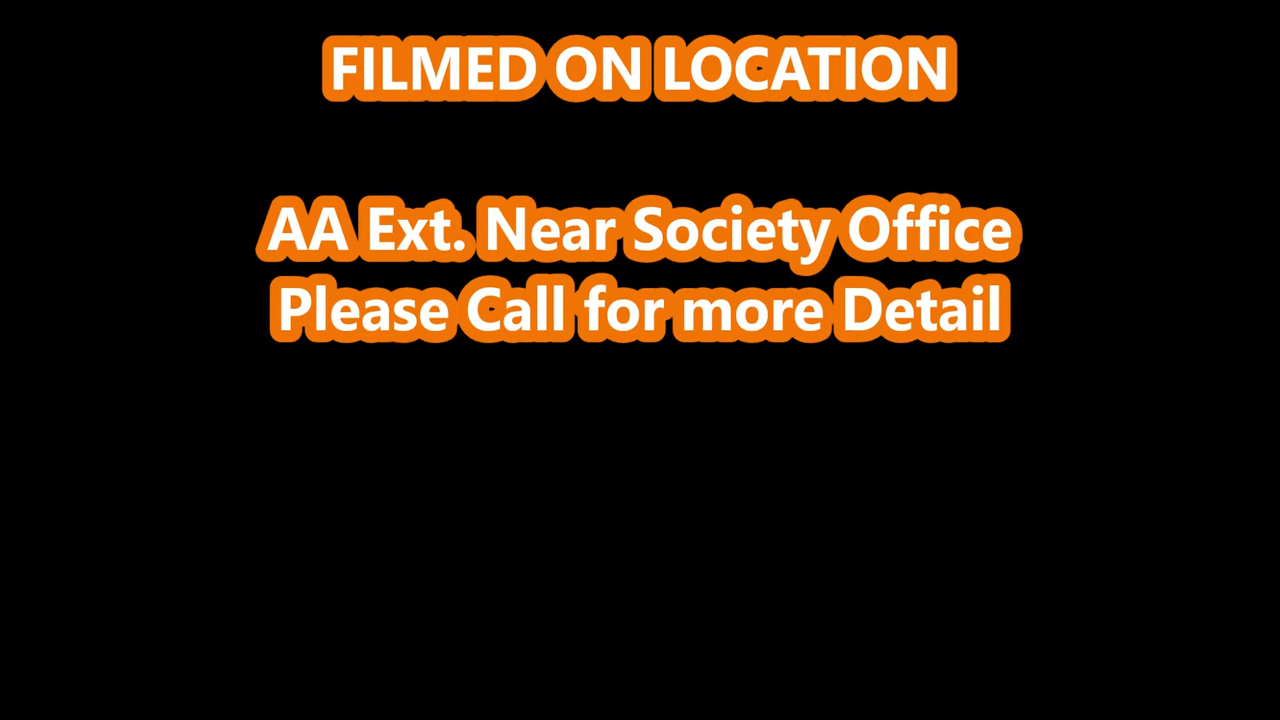 FILMED ON LOCATION
AA Ext. Near Society Office
Please Call for more Detail